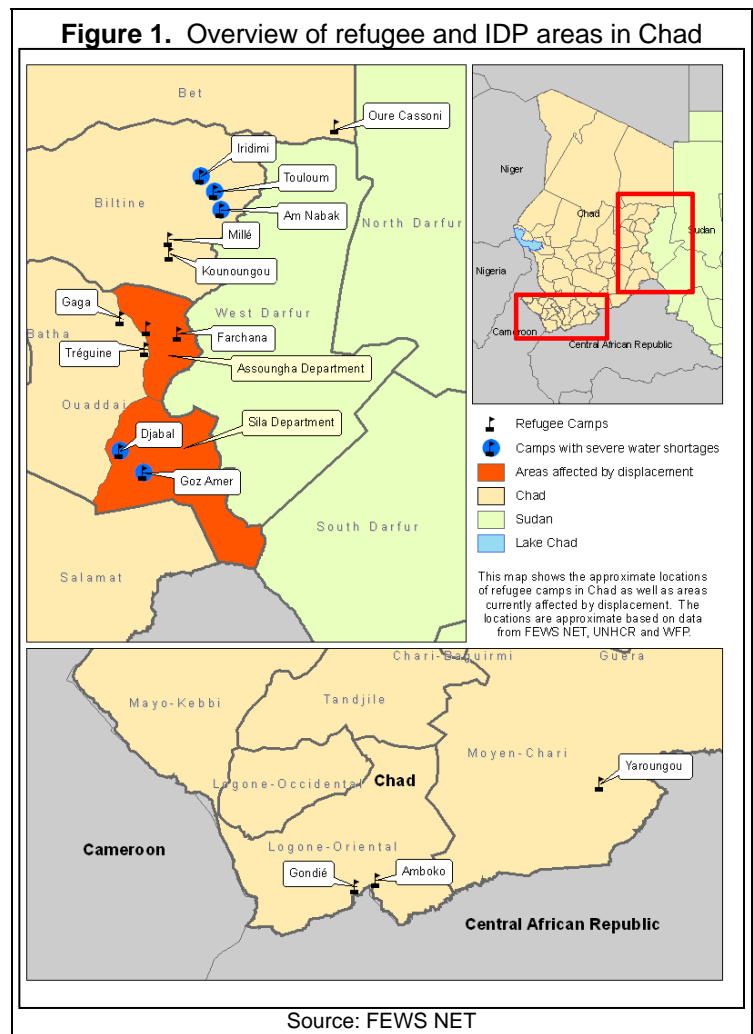 Figure 1. Overview of refugee and IDP areas in Chad
Bet
Oure Cassoni
Iridimi
Touloum
Biltine
Am Nabak
North Darfur
Millé
Kounoungou
Gaga
West Darfur
Batha
Farchana
Tréguine
Assoungha Department
Ouaddai
Sila Department
Djabal
Goz Amer
South Darfur
Salamat
Niger
Chad
Sudan
Nigeria
Cameroon
Central African Republic
Refugee Camps
Camps with severe water shortages
Areas affected by displacement
Chad
Sudan
Lake Chad
This map shows the approximate locations
of refugee camps in Chad as well as areas
currently affected by displacement. The
locations are approximate based on data
from FEWS NET, UNHCR and WFP.
Chari-Baguirmi
Guera
Mayo-Kebbi
Tandjile
Moyen-Chari
Yaroungou
Logone-Occidental
Chad
Cameroon
Logone-Oriental
Gondié
Amboko
Central African Republic
Source: FEWS NET